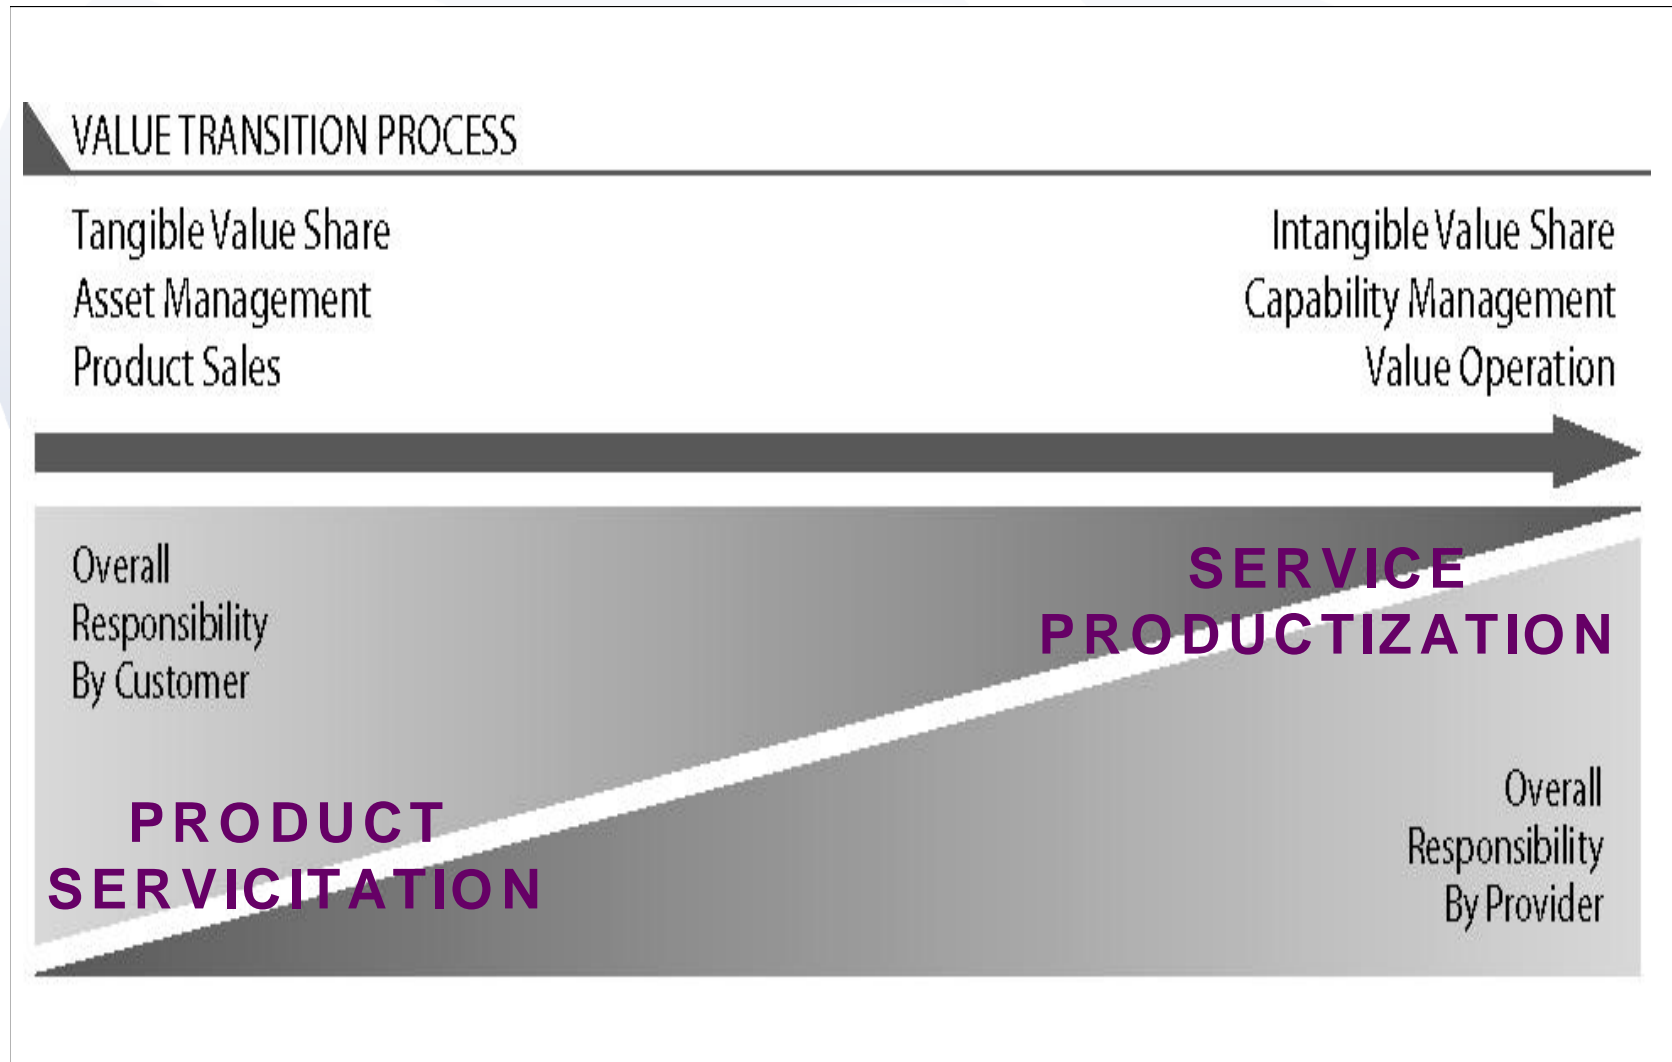 VALUE TRANSITION PROCESS
Tangible Value Share
Asset Management
Product Sales
Intangible Value Share
Capability Management
Value Operation
Overall
Responsibility
By Customer
SERVICE
PRODUCTIZATION
PRODUCT
SERVICITATION
Overall
Responsibility
By Provider